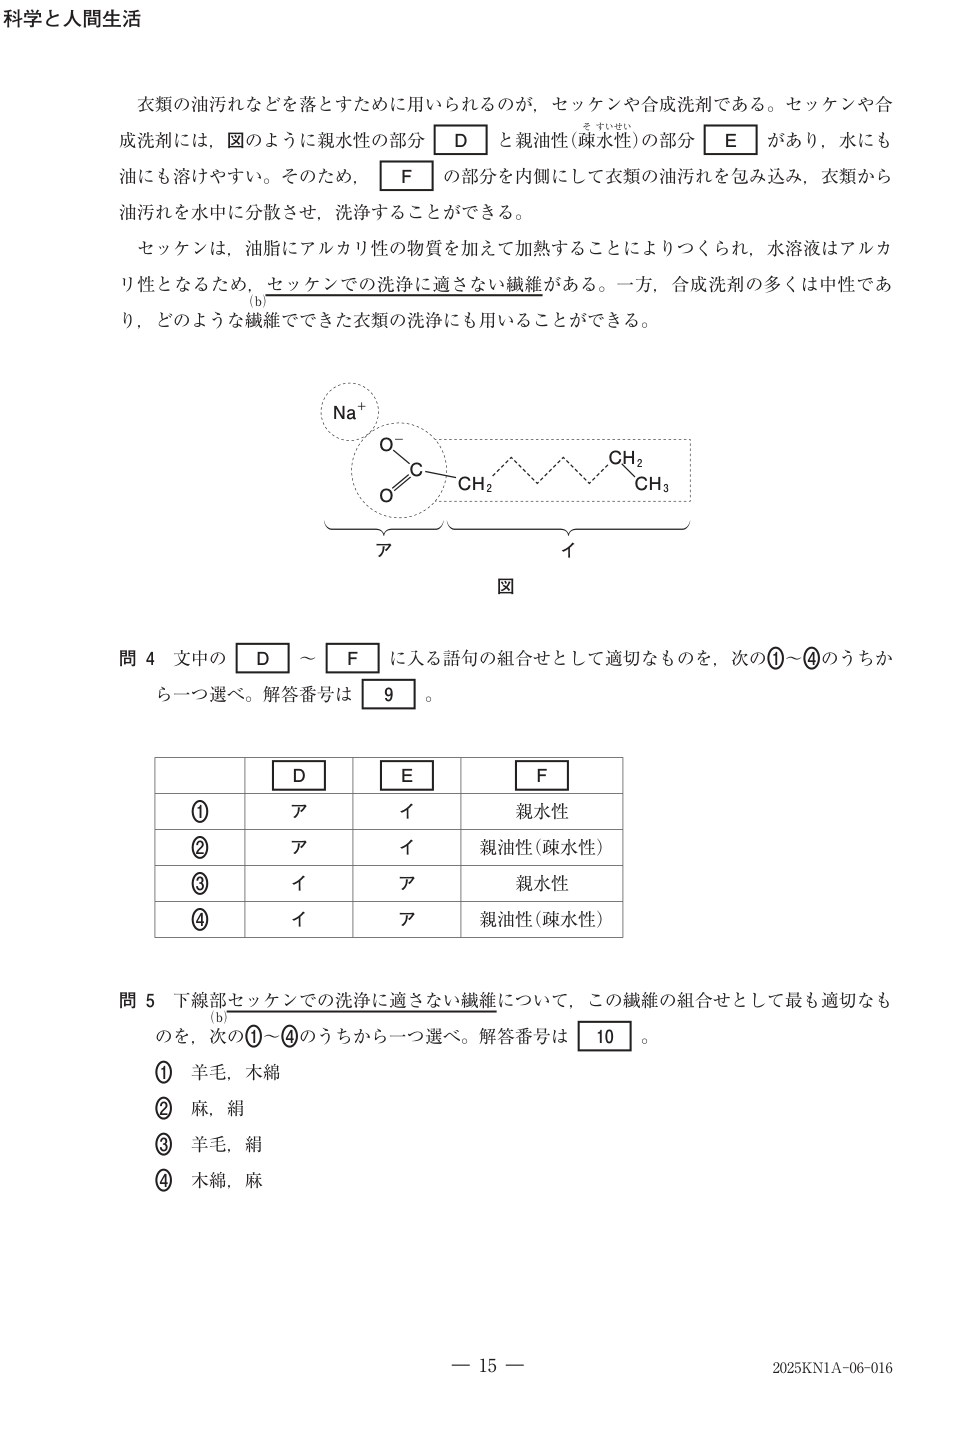 科学と人間生活
衣類の油汚れなどを落とすために用いられるのが，セッケンや合成洗剤である。セッケンや合
成洗剤には，図のように親水性の部分 D と親油性(疎水性)の部分 E があり，水にも
そ すいせい
油にも溶けやすい。そのため， F の部分を内側にして衣類の油汚れを包み込み，衣類から
油汚れを水中に分散させ，洗浄することができる。
セッケンは，油脂にアルカリ性の物質を加えて加熱することによりつくられ，水溶液はアルカ
リ性となるため，セッケンでの洗浄に適さない繊維がある。一方，合成洗剤の多くは中性であ
(b)
り，どのような繊維でできた衣類の洗浄にも用いることができる。
Na⁺
O⁻
C
O
CH₂
CH₂
CH₃
ア
イ
図
問 4 文中の D ～ F に入る語句の組合せとして適切なものを，次の①～④のうちか
ら一つ選べ。解答番号は 9 。
D E F
① ア イ 親水性
② ア イ 親油性(疎水性)
③ イ ア 親水性
④ イ ア 親油性(疎水性)
問 5 下線部セッケンでの洗浄に適さない繊維について，この繊維の組合せとして最も適切なも
(b)
のを，次の①～④のうちから一つ選べ。解答番号は 10 。
① 羊毛，木綿
② 麻，絹
③ 羊毛，絹
④ 木綿，麻
— 15 —
2025KN1A-06-016